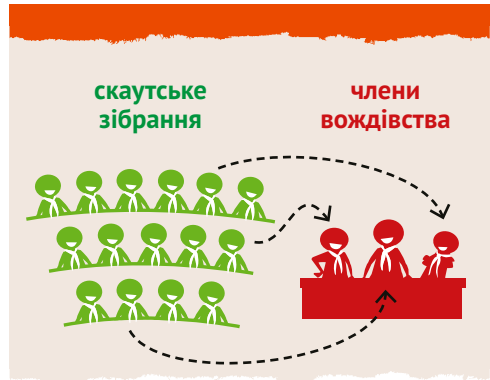 скаутське
зібрання
члени
вождівства